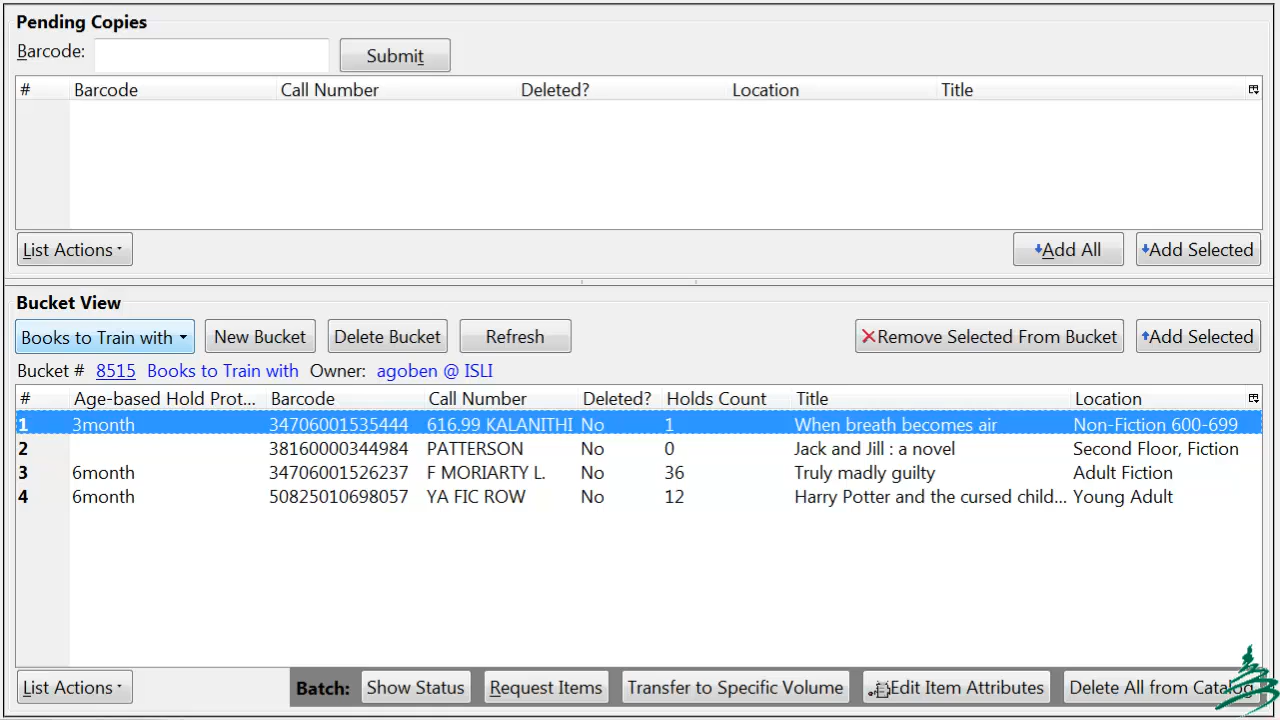 Pending Copies
Barcode: Submit
# Barcode Call Number Deleted? Location Title
List Actions Add All Add Selected
Bucket View
Books to Train with New Bucket Delete Bucket Refresh Remove Selected From Bucket Add Selected
Bucket # 8515 Books to Train with Owner: agoben @ ISLI
# Age-based Hold Prot... Barcode Call Number Deleted? Holds Count Title Location
1 3month 34706001535444 616.99 KALANITHI No 1 When breath becomes air Non-Fiction 600-699
2 38160000344984 PATTERSON No 0 Jack and Jill : a novel Second Floor, Fiction
3 6month 34706001526237 F MORIARTY L. No 36 Truly madly guilty Adult Fiction
4 6month 50825010698057 YA FIC ROW No 12 Harry Potter and the cursed child... Young Adult
List Actions Batch: Show Status Request Items Transfer to Specific Volume Edit Item Attributes Delete All from Catalog